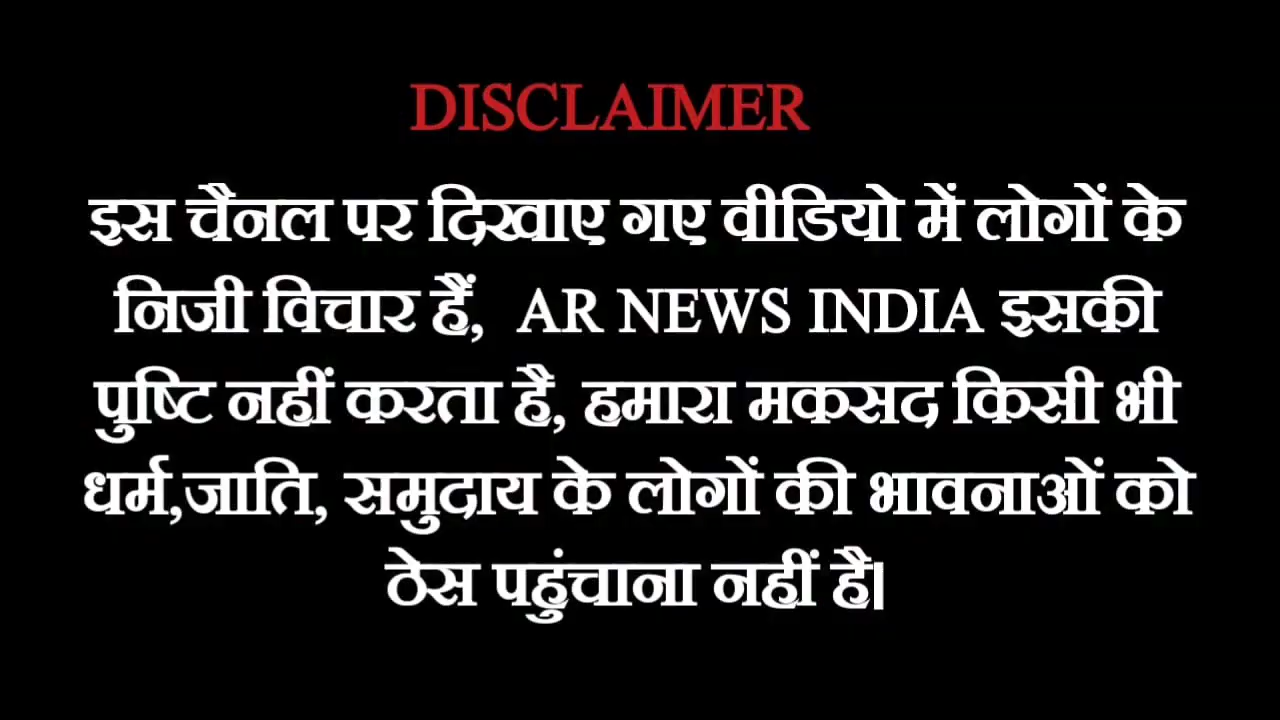 DISCLAIMER
इस चैनल पर दिखाए गए वीडियो में लोगों के
निजी विचार हैं, AR NEWS INDIA इसकी
पुष्टि नहीं करता है, हमारा मकसद किसी भी
धर्म,जाति, समुदाय के लोगों की भावनाओं को
ठेस पहुंचाना नहीं है।